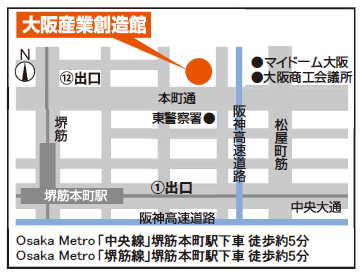 大阪産業創造館
N
⑫出口
●マイドーム大阪
●大阪商工会議所
本町通
東警察署●
堺筋
阪神高速道路
松屋町筋
①出口
堺筋本町駅
中央大通
阪神高速道路
Osaka Metro「中央線」堺筋本町駅下車 徒歩約5分
Osaka Metro「堺筋線」堺筋本町駅下車 徒歩約5分